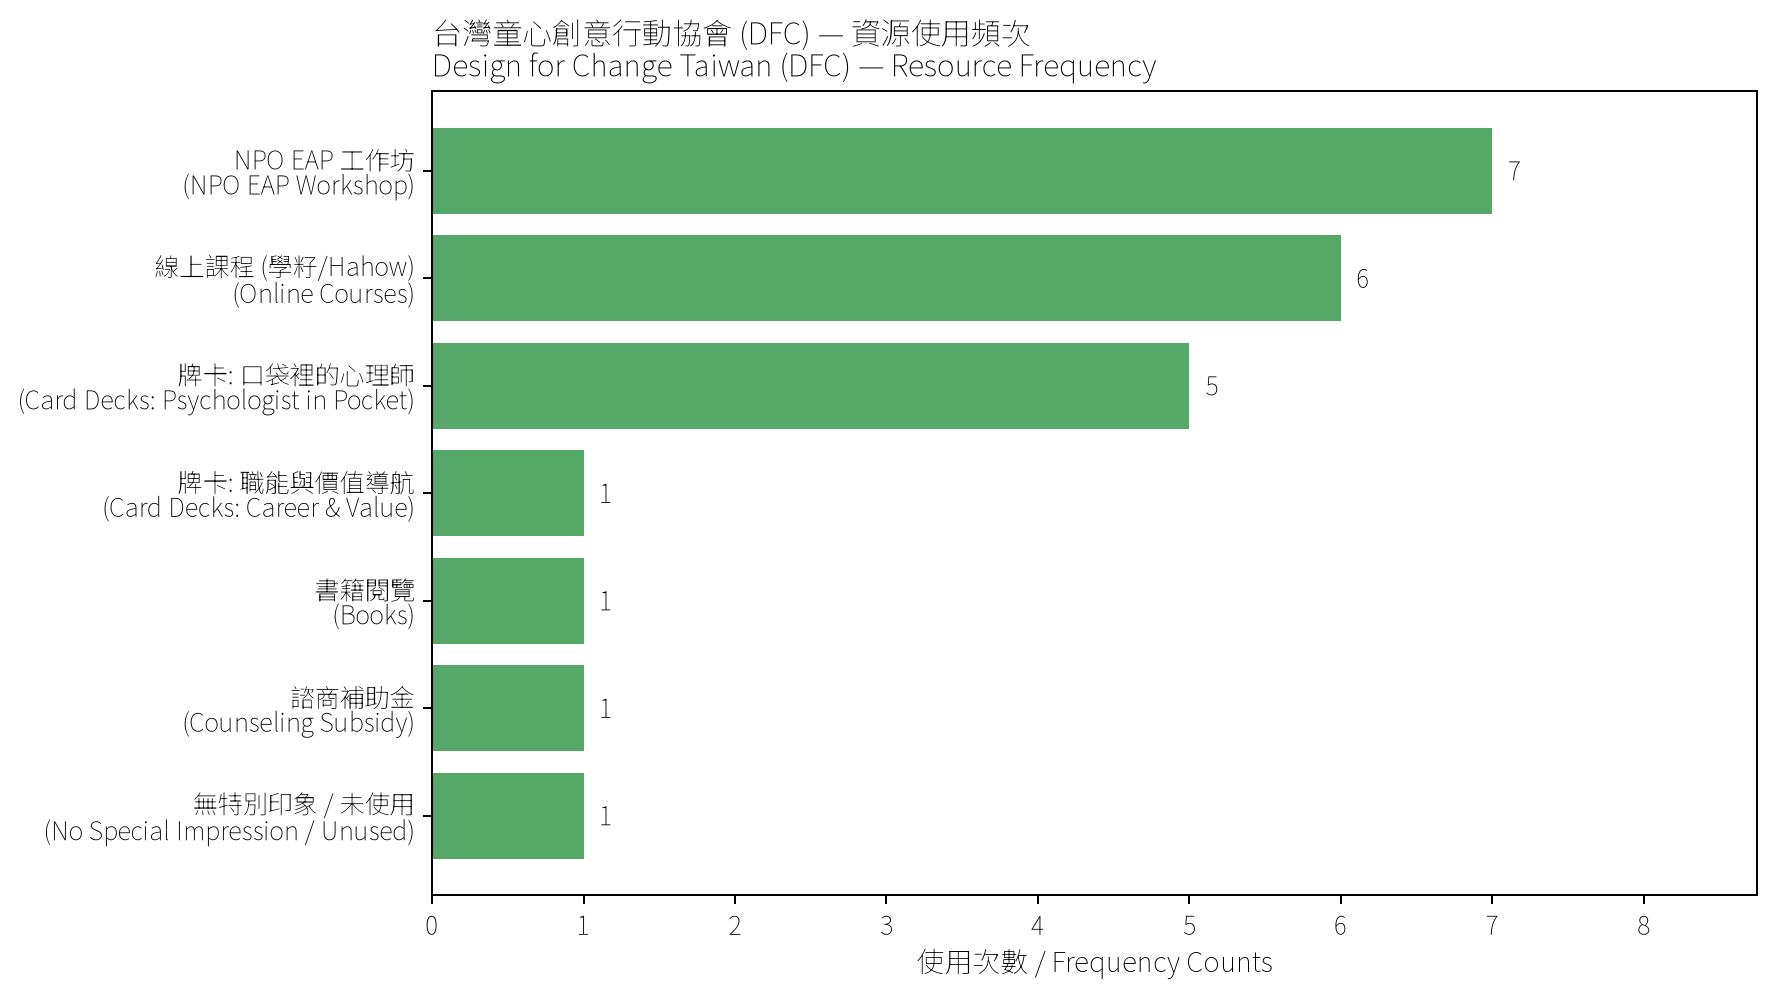 台灣童心創意行動協會 (DFC) — 資源使用頻次
Design for Change Taiwan (DFC) — Resource Frequency
NPO EAP 工作坊
(NPO EAP Workshop)
7
線上課程 (學籽/Hahow)
(Online Courses)
6
牌卡: 口袋裡的心理師
(Card Decks: Psychologist in Pocket)
5
牌卡: 職能與價值導航
(Card Decks: Career & Value)
1
書籍閱覽
(Books)
1
諮商補助金
(Counseling Subsidy)
1
無特別印象 / 未使用
(No Special Impression / Unused)
1
0 1 2 3 4 5 6 7 8
使用次數 / Frequency Counts